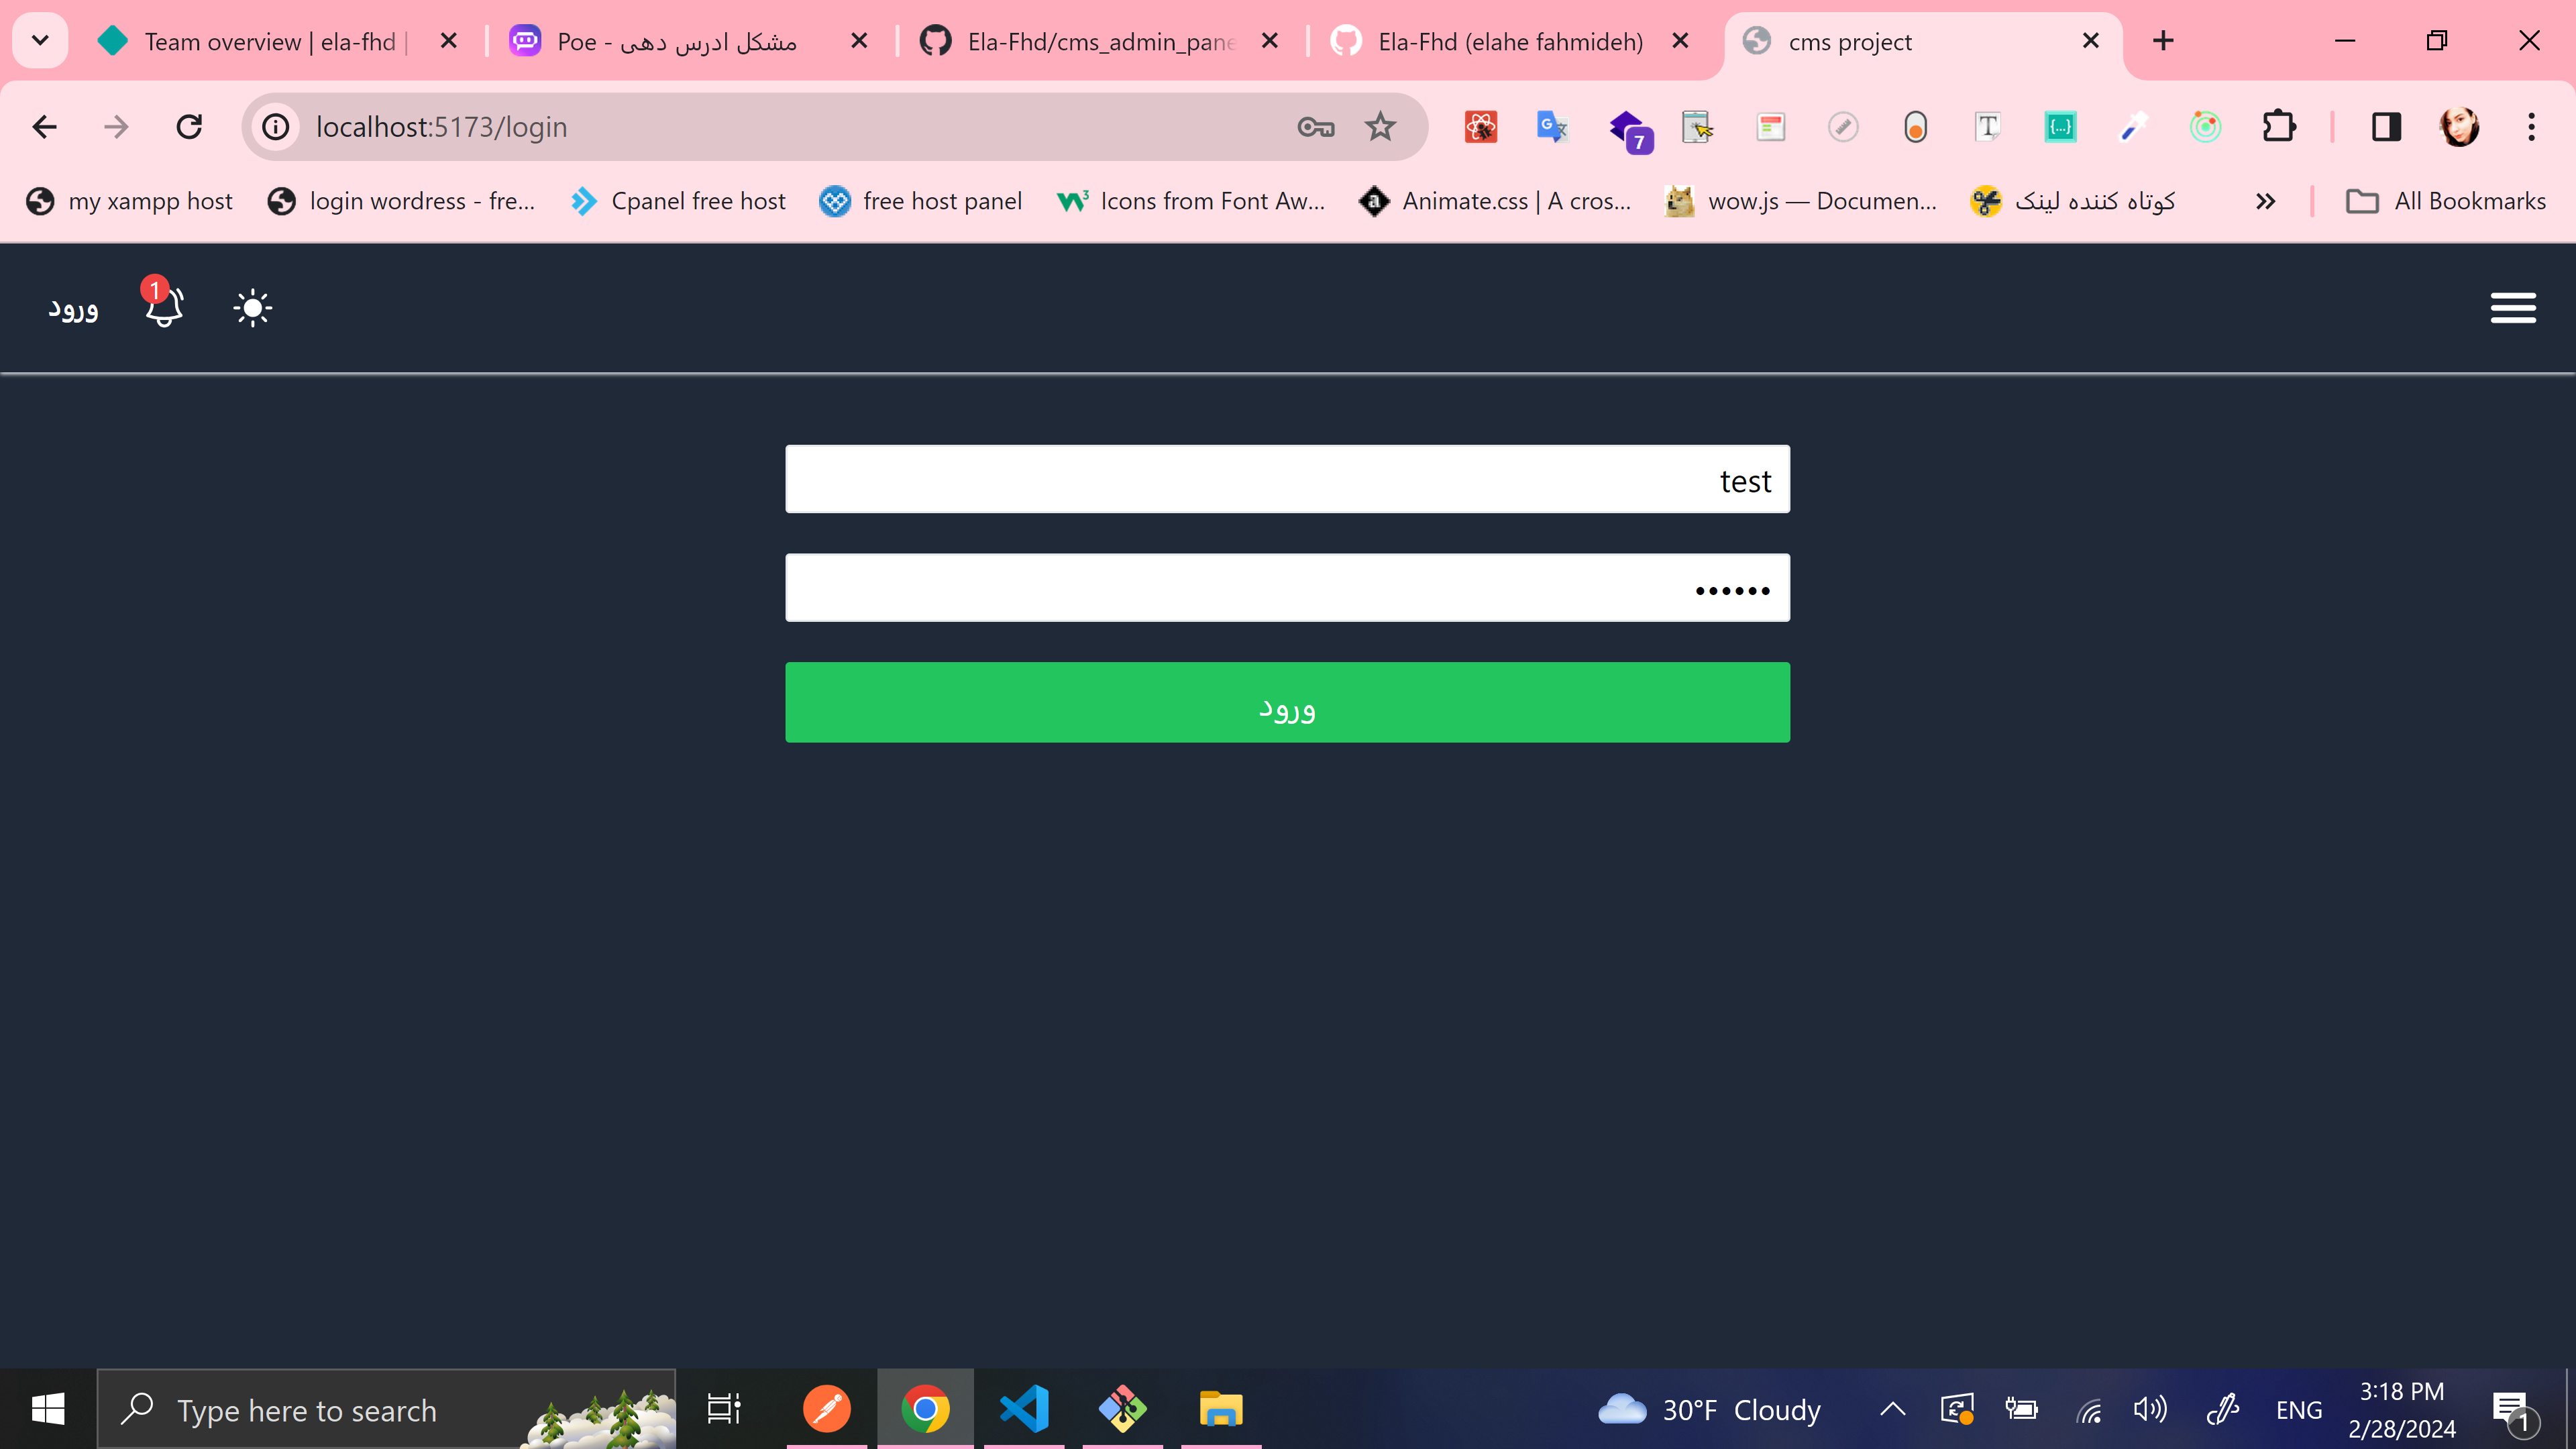 Team overview | ela-fhd |
Poe - مشکل ادرس دهی
Ela-Fhd/cms_admin_pane
Ela-Fhd (elahe fahmideh)
cms project
localhost:5173/login
7
my xampp host
login wordress - fre...
Cpanel free host
free host panel
Icons from Font Aw...
Animate.css | A cros...
wow.js — Documen...
کوتاه کننده لینک
All Bookmarks
ورود
1
test
••••••
ورود
Type here to search
30°F Cloudy
ENG
3:18 PM
2/28/2024
1